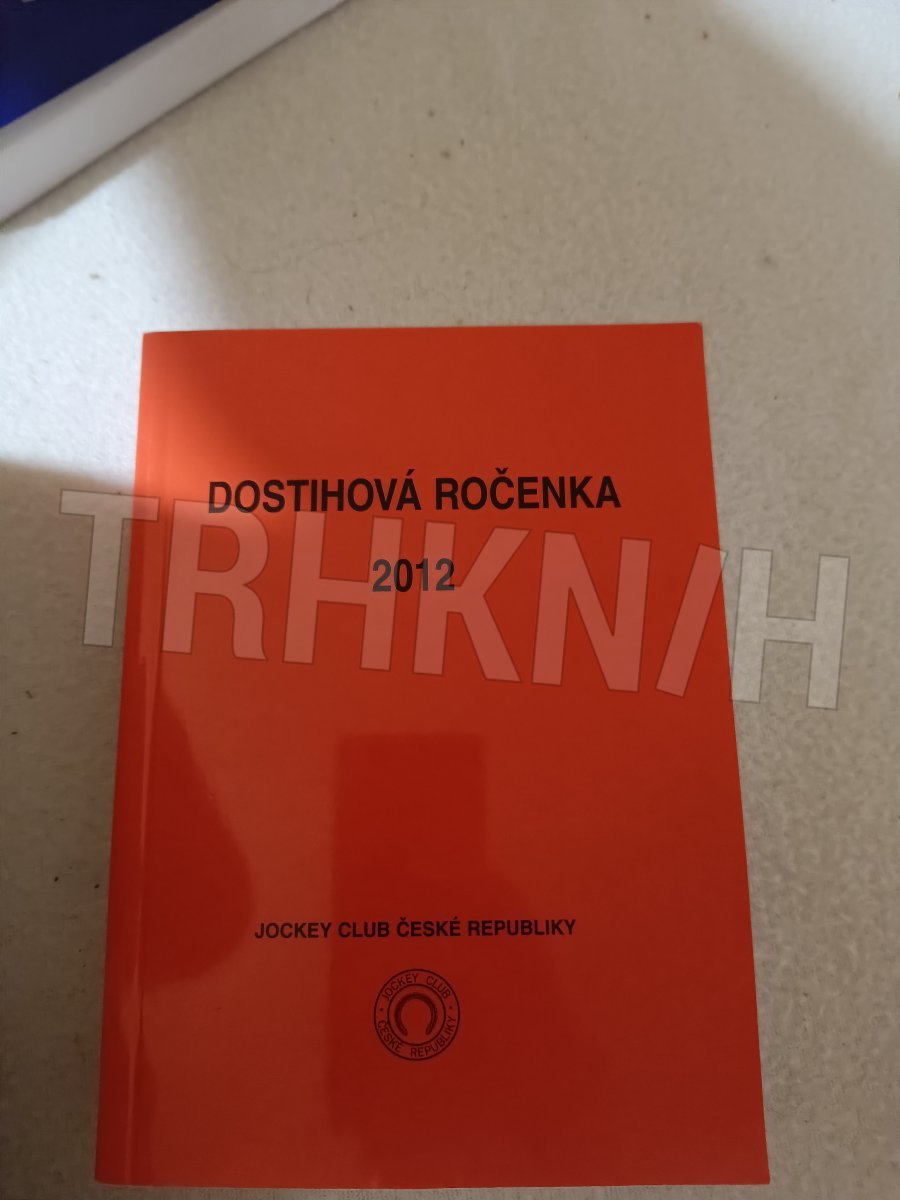 DOSTIHOVÁ ROČENKA
2012
TRHKNIH
JOCKEY CLUB ČESKÉ REPUBLIKY
JOCKEY CLUB
ČESKÉ REPUBLIKY